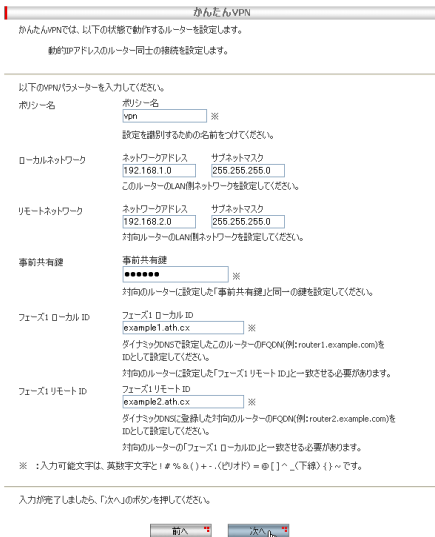 かんたんVPN
かんたんVPNでは、以下の状態で動作するルーターを設定します。
動的IPアドレスのルーター同士の接続を設定します。
以下のVPNパラメーターを入力してください。
ポリシー名
ポリシー名
vpn ※
設定を識別するための名前をつけてください。
ローカルネットワーク
ネットワークアドレス サブネットマスク
192.168.1.0 255.255.255.0
このルーターのLAN側ネットワークを設定してください。
リモートネットワーク
ネットワークアドレス サブネットマスク
192.168.2.0 255.255.255.0
対向ルーターのLAN側ネットワークを設定してください。
事前共有鍵
事前共有鍵
●●●●●● ※
対向のルーターに設定した「事前共有鍵」と同一の鍵を設定してください。
フェーズ1 ローカル ID
フェーズ1 ローカル ID
example1.ath.cx ※
ダイナミックDNSで設定したこのルーターのFQDN(例: router1.example.com)を
IDとして設定してください。
対向のルーターに設定した「フェーズ1 リモート ID」と一致させる必要があります。
フェーズ1 リモート ID
フェーズ1 リモート ID
example2.ath.cx ※
ダイナミックDNSに登録した対向のルーターのFQDN(例: router2.example.com)を
IDとして設定してください。
対向のルーターの「フェーズ1 ローカルID」と一致させる必要があります。
※ :入力可能文字は、英数字文字と ! # % & ( ) + - .(ピリオド) = @ [ ] ^ _(下線) { } ~ です。
入力が完了しましたら、「次へ」のボタンを押してください。
前へ 次へ